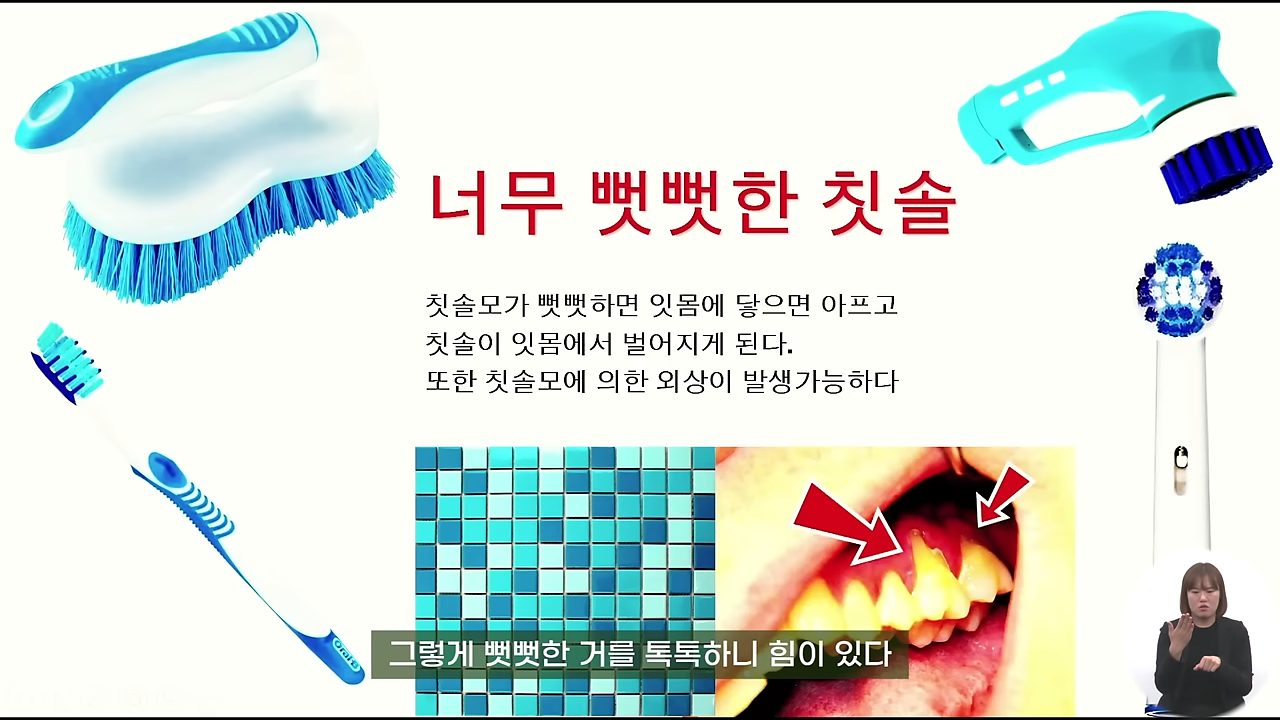 너무 뻣뻣한 칫솔
칫솔모가 뻣뻣하면 잇몸에 닿으면 아프고
칫솔이 잇몸에서 벌어지게 된다.
또한 칫솔모에 의한 외상이 발생가능하다
그렇게 뻣뻣한 거를 톡톡하니 힘이 있다